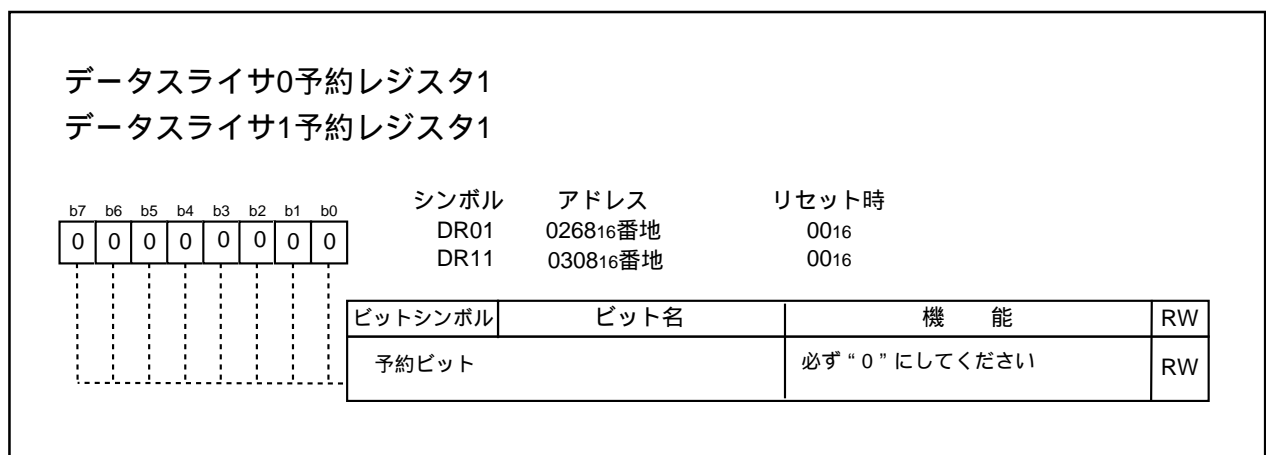 データスライサ0予約レジスタ1
データスライサ1予約レジスタ1
シンボル アドレス リセット時
b7 b6 b5 b4 b3 b2 b1 b0
DR01 026816番地 0016
0 0 0 0 0 0 0 0
DR11 030816番地 0016
ビットシンボル ビット名 機 能 RW
予約ビット 必ず“0”にしてください RW